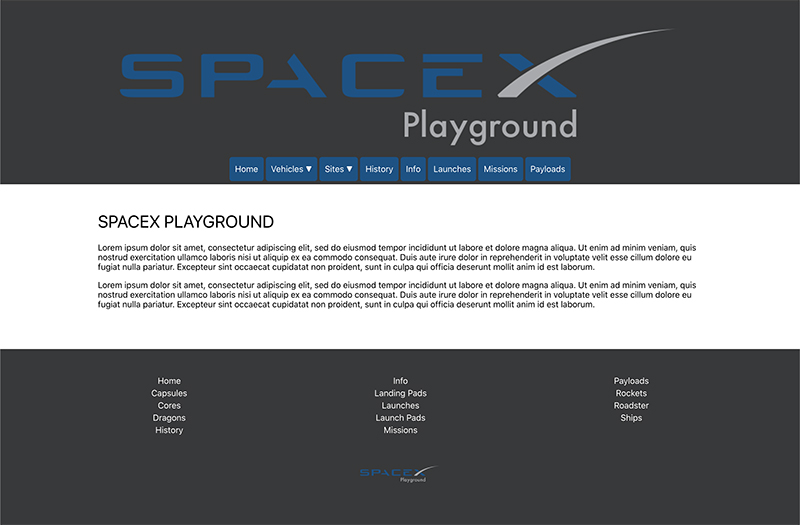 SPACEX
Playground
Home
Vehicles ▼
Sites ▼
History
Info
Launches
Missions
Payloads
SPACEX PLAYGROUND
Lorem ipsum dolor sit amet, consectetur adipiscing elit, sed do eiusmod tempor incididunt ut labore et dolore magna aliqua. Ut enim ad minim veniam, quis
nostrud exercitation ullamco laboris nisi ut aliquip ex ea commodo consequat. Duis aute irure dolor in reprehenderit in voluptate velit esse cillum dolore eu
fugiat nulla pariatur. Excepteur sint occaecat cupidatat non proident, sunt in culpa qui officia deserunt mollit anim id est laborum.
Lorem ipsum dolor sit amet, consectetur adipiscing elit, sed do eiusmod tempor incididunt ut labore et dolore magna aliqua. Ut enim ad minim veniam, quis
nostrud exercitation ullamco laboris nisi ut aliquip ex ea commodo consequat. Duis aute irure dolor in reprehenderit in voluptate velit esse cillum dolore eu
fugiat nulla pariatur. Excepteur sint occaecat cupidatat non proident, sunt in culpa qui officia deserunt mollit anim id est laborum.
Home
Capsules
Cores
Dragons
History
Info
Landing Pads
Launches
Launch Pads
Missions
Payloads
Rockets
Roadster
Ships
SPACEX
Playground